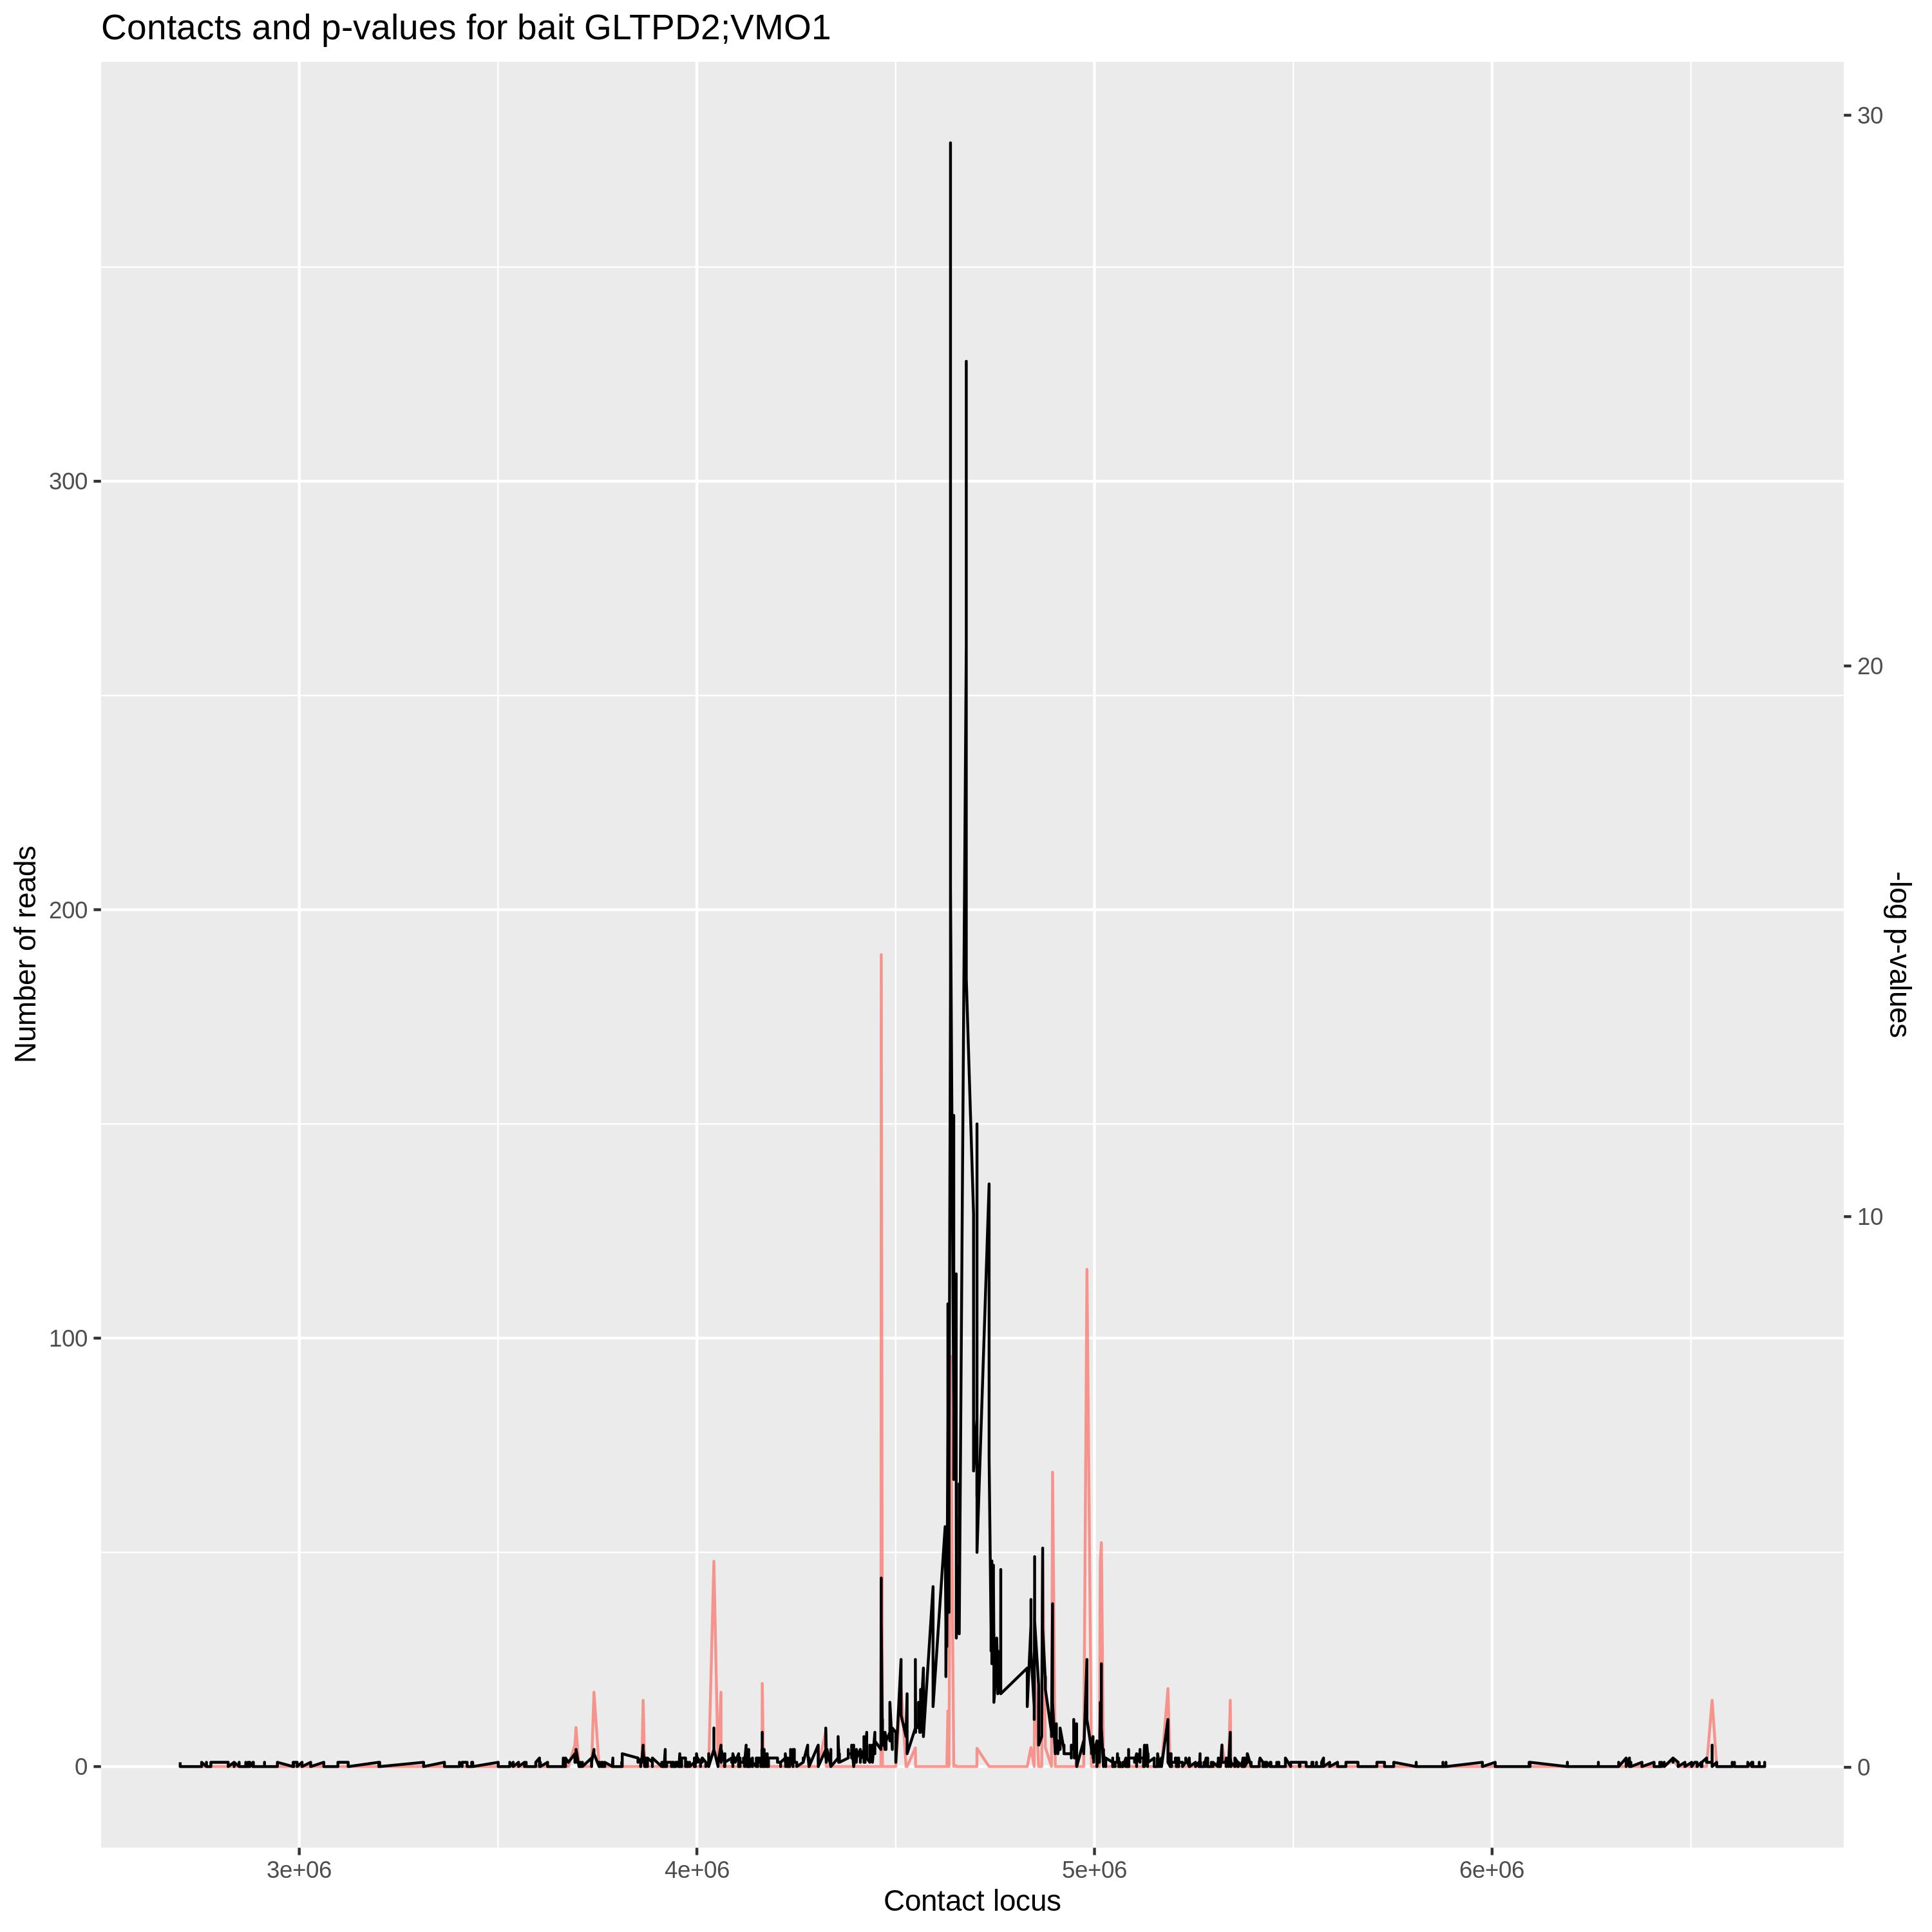 Contacts and p-values for bait GLTPD2;VMO1
Number of reads
300
200
100
0
30
20
10
0
-log p-values
3e+06
4e+06
5e+06
6e+06
Contact locus